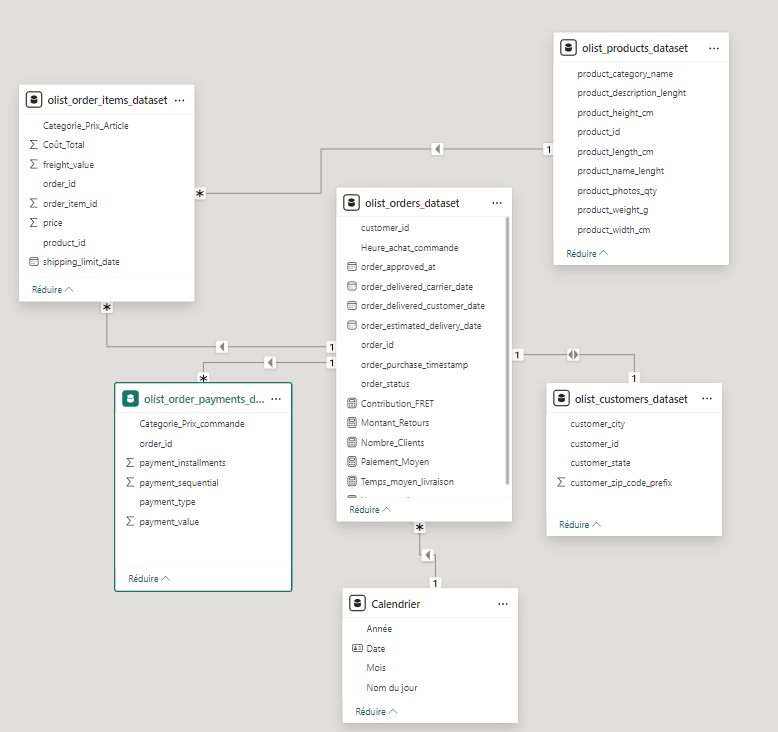 olist_products_dataset
product_category_name
product_description_lenght
product_height_cm
product_id
product_length_cm
product_name_lenght
product_photos_qty
product_weight_g
product_width_cm
Réduire
olist_order_items_dataset
Categorie_Prix_Article
Coût_Total
freight_value
order_id
order_item_id
price
product_id
shipping_limit_date
Réduire
1
*
olist_orders_dataset
customer_id
Heure_achat_commande
order_approved_at
order_delivered_carrier_date
order_delivered_customer_date
order_estimated_delivery_date
order_id
order_purchase_timestamp
order_status
Contribution_FRET
Montant_Retours
Nombre_Clients
Paiement_Moyen
Temps_moyen_livraison
Réduire
*
1
1
*
1
1
olist_order_payments_d...
Categorie_Prix_commande
order_id
payment_installments
payment_sequential
payment_type
payment_value
Réduire
olist_customers_dataset
customer_city
customer_id
customer_state
customer_zip_code_prefix
Réduire
*
1
Calendrier
Année
Date
Mois
Nom du jour
Réduire